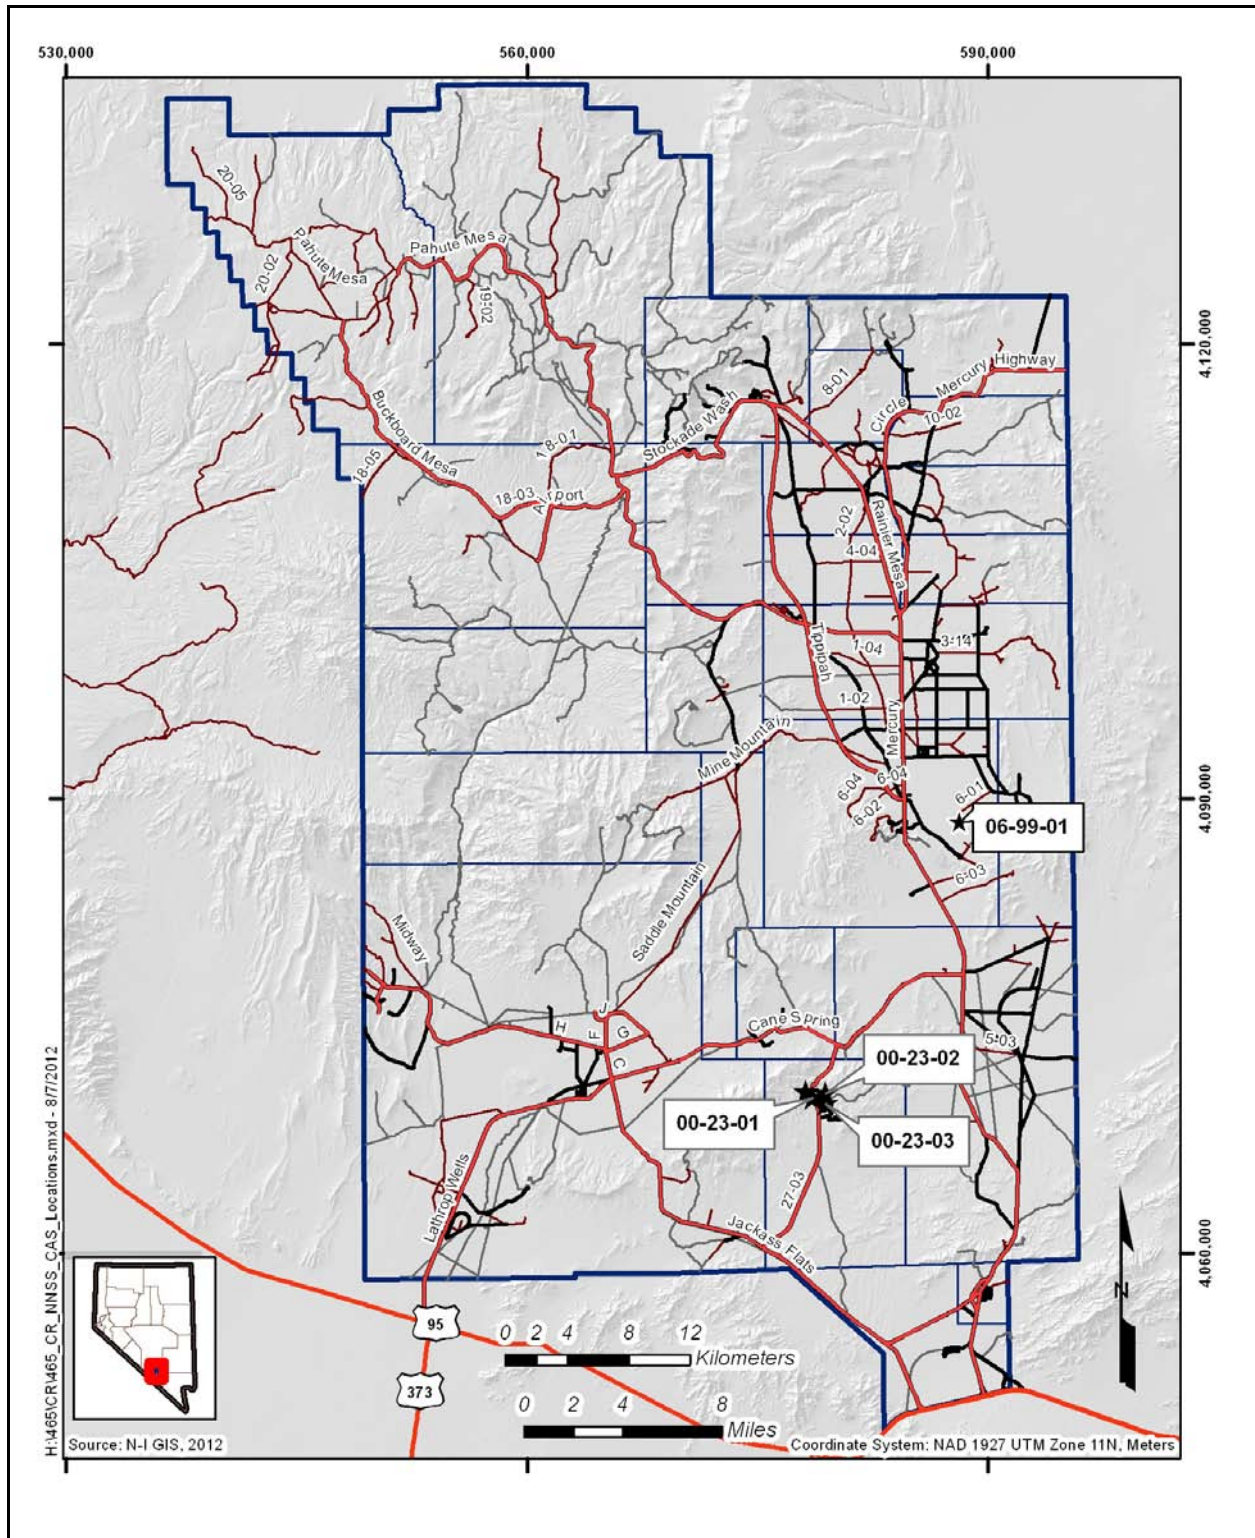 530,000
560,000
590,000
20-05
Pahute Mesa
Pahute Mesa
20-02
19-02
4,120,000
Mercury Highway
8-01
Circle
10-02
Buckboard Mesa
Stockade Wash
18-01
18-05
18-03
Airport
2-02
Rainier Mesa
4-04
Tippipah
1-04
3-14
1-02
Mercury
Mine Mountain
6-04
6-04
6-02
6-01
4,090,000
06-99-01
6-03
Saddle Mountain
Midway
J
H
F
G
C
Cane Spring
5-03
00-23-02
00-23-01
00-23-03
Lathrop Wells
27-03
Jackass Flats
4,060,000
N
95
373
0 2 4 8 12
Kilometers
0 2 4 8
Miles
H:\465\CR\465_CR_NNSS_CAS_Locations.mxd - 8/7/2012
Source: N-I GIS, 2012
Coordinate System: NAD 1927 UTM Zone 11N, Meters